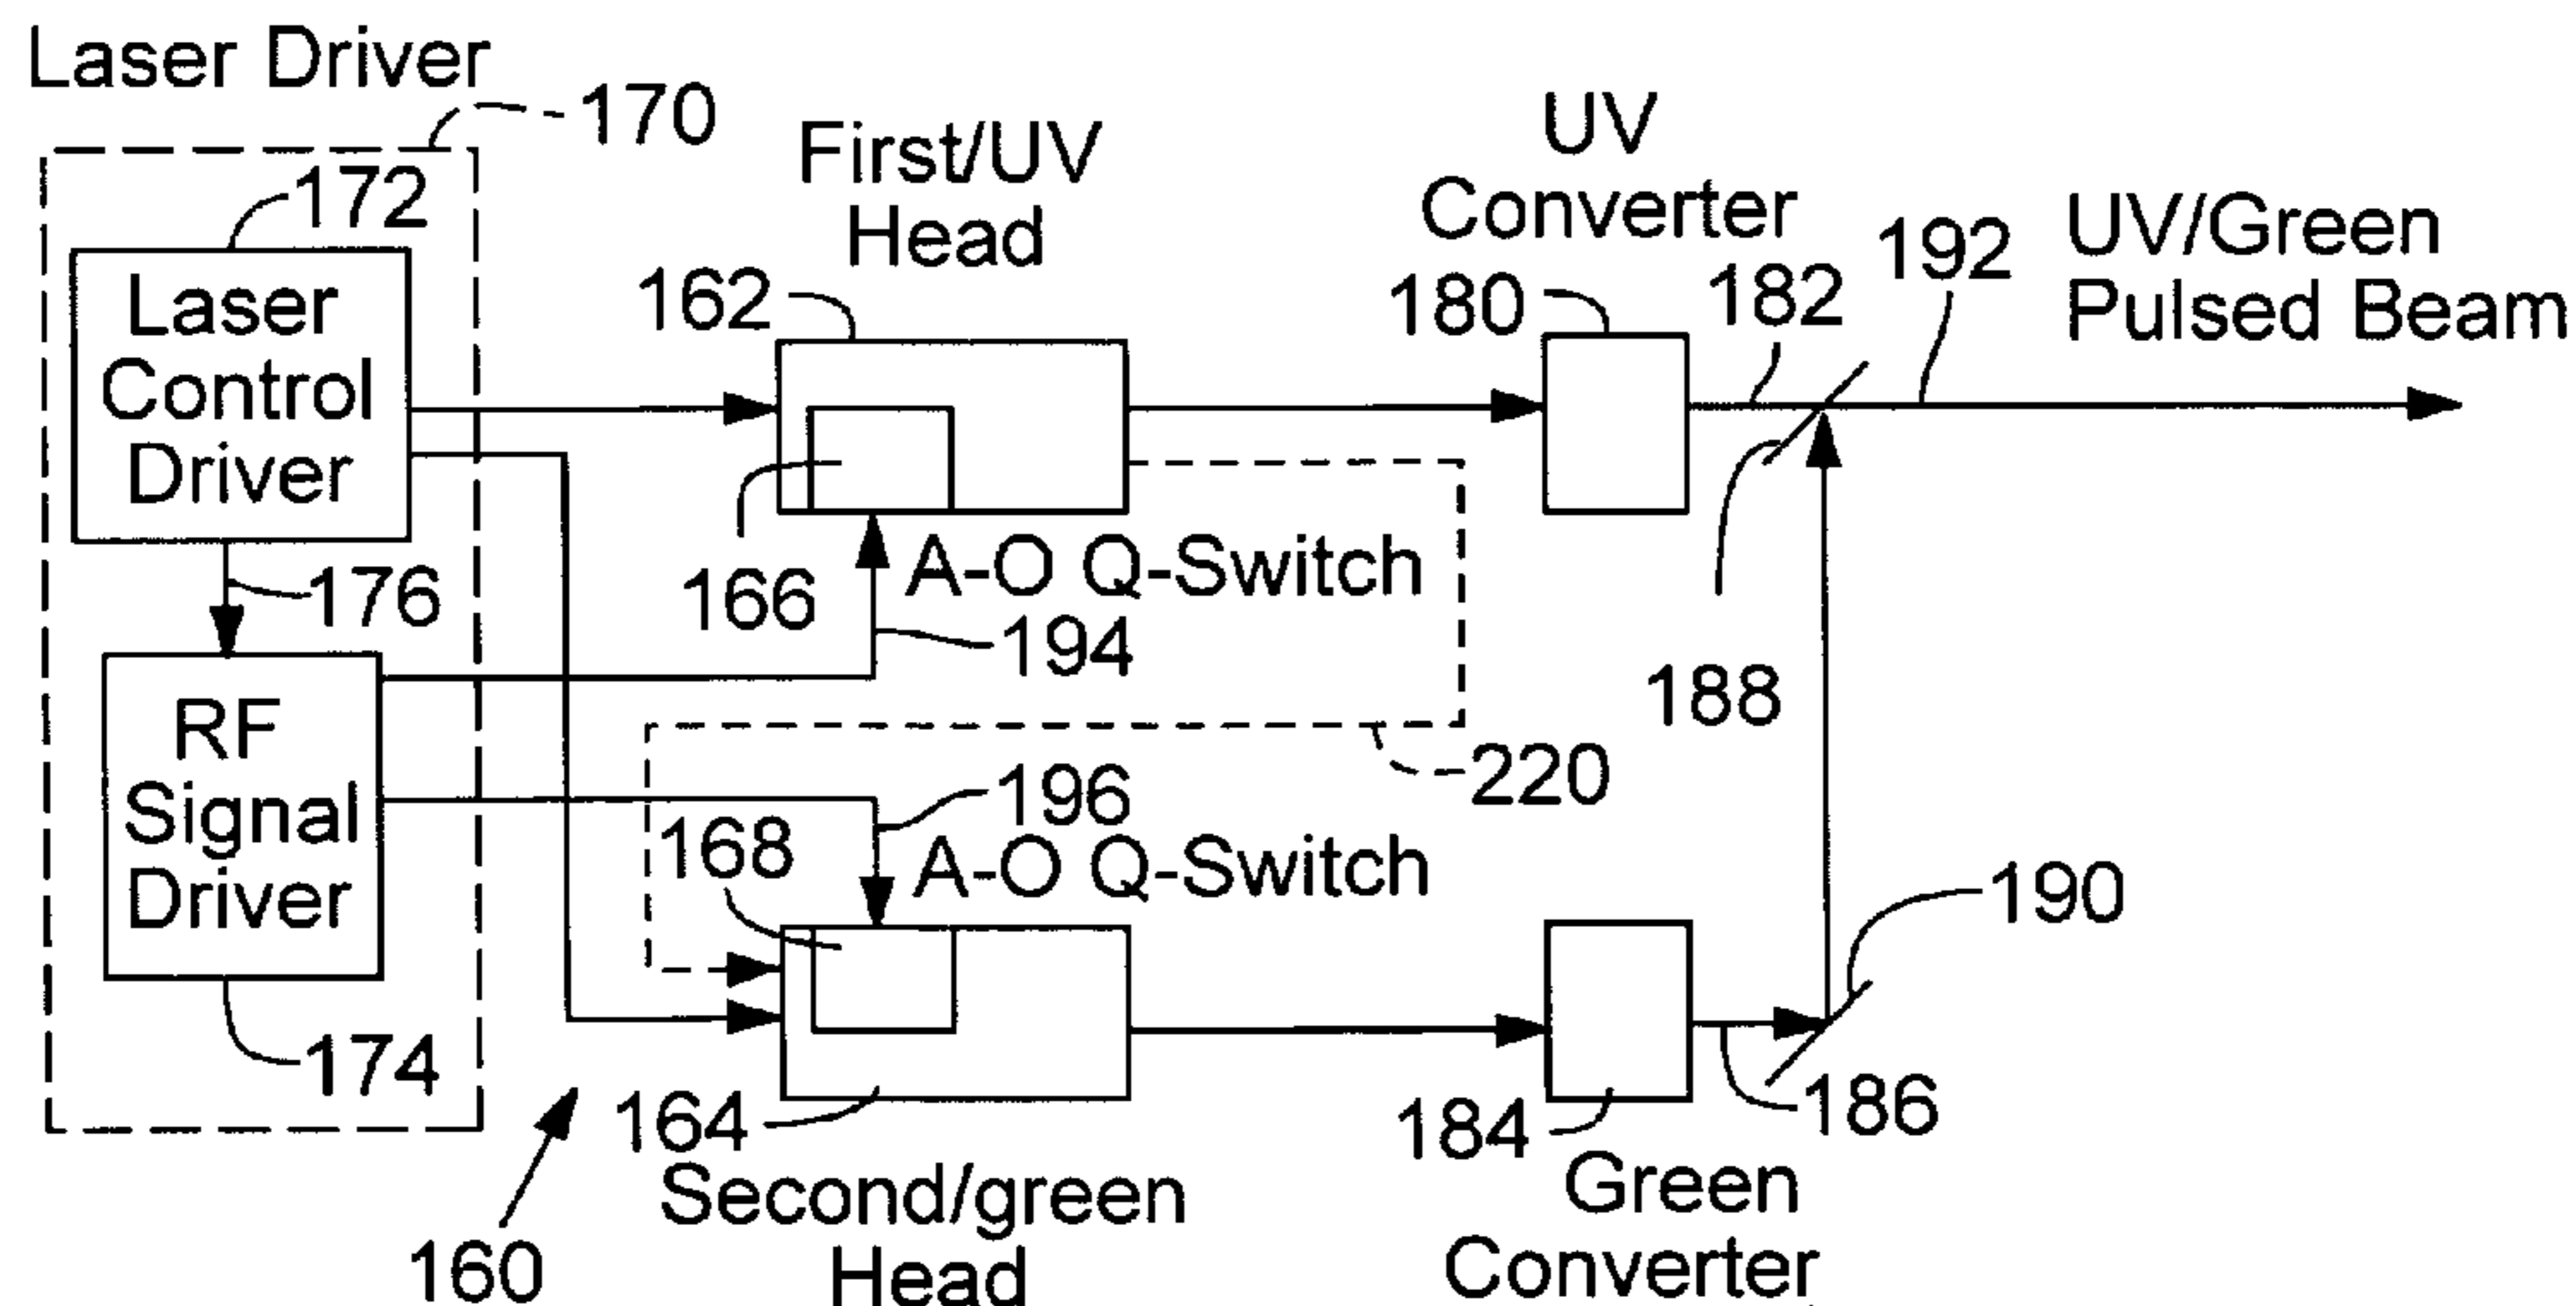 Laser Driver
170
172
Laser
Control
Driver
176
RF
Signal
Driver
174
First/UV
Head
162
166
A-O Q-Switch
194
UV
Converter
180
182
192
UV/Green
Pulsed Beam
188
220
196
168
A-O Q-Switch
190
164
Second/green
Head
160
184
186
Green
Converter